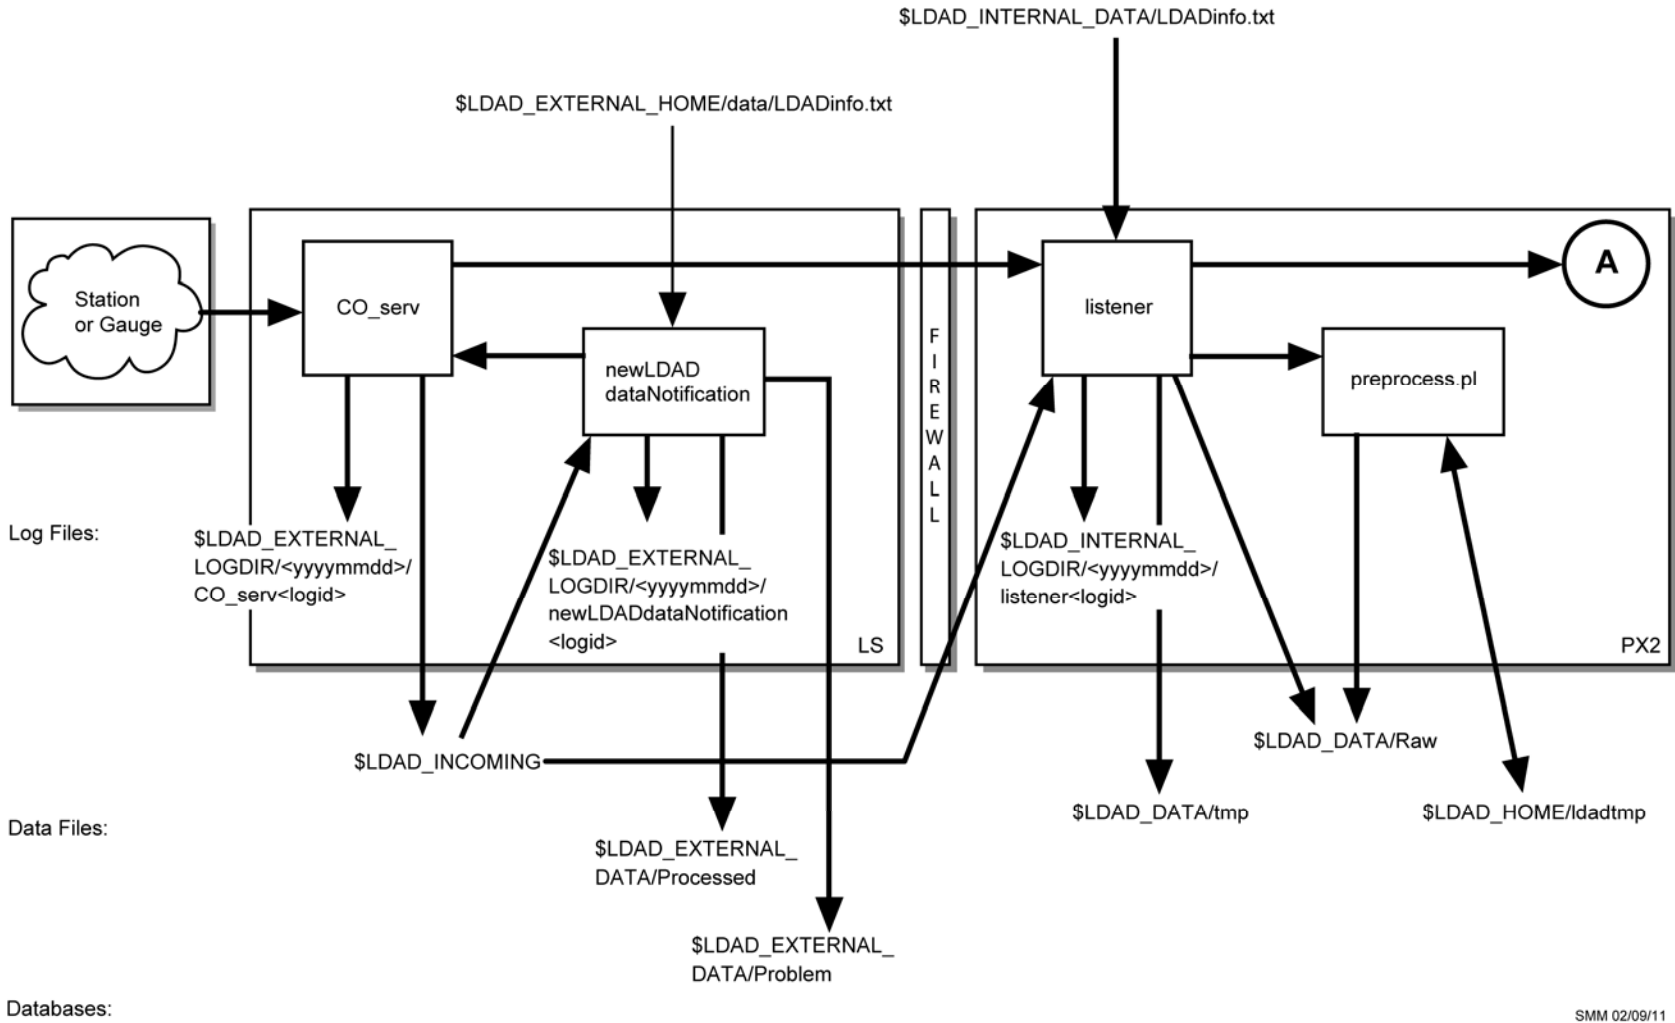 $LDAD_INTERNAL_DATA/LDADinfo.txt
$LDAD_EXTERNAL_HOME/data/LDADinfo.txt
Station
or Gauge
CO_serv
newLDAD
dataNotification
FIREWALL
listener
A
preprocess.pl
Log Files:
$LDAD_EXTERNAL_
LOGDIR/<yyyymmdd>/
CO_serv<logid>
$LDAD_EXTERNAL_
LOGDIR/<yyyymmdd>/
newLDADdataNotification
<logid>
LS
$LDAD_INTERNAL_
LOGDIR/<yyyymmdd>/
listener<logid>
PX2
$LDAD_INCOMING
$LDAD_DATA/Raw
$LDAD_DATA/tmp
$LDAD_HOME/ldadtmp
Data Files:
$LDAD_EXTERNAL_
DATA/Processed
$LDAD_EXTERNAL_
DATA/Problem
Databases:
SMM 02/09/11